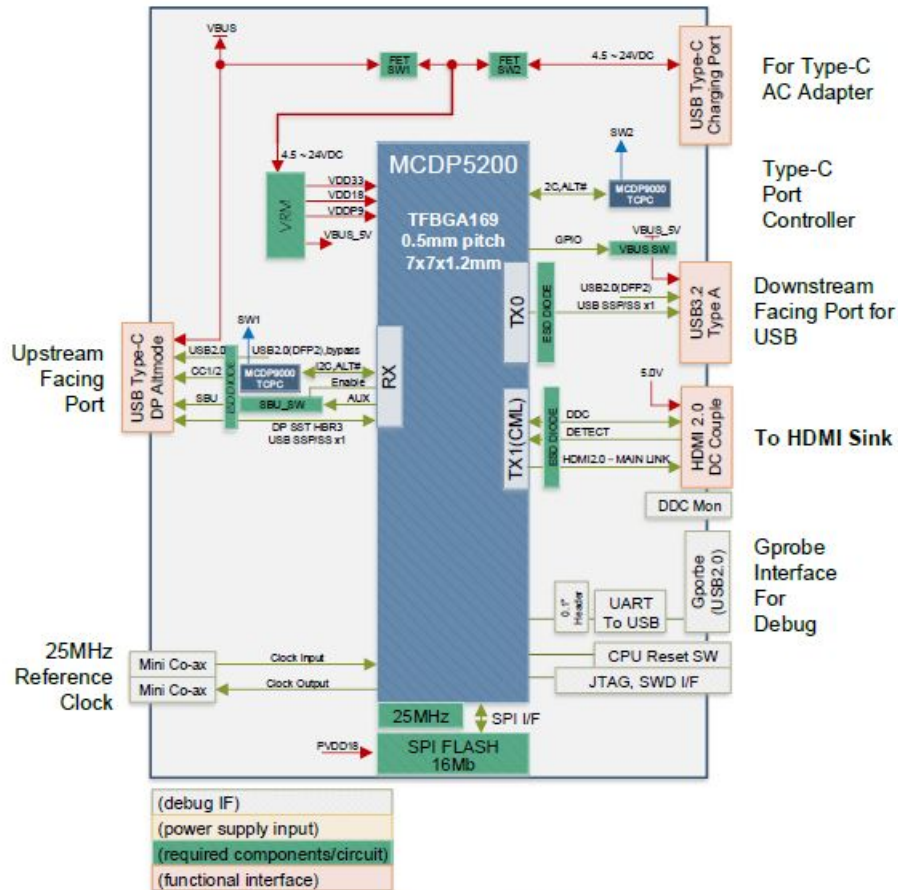 VBUS
FET
SW1
FET
SW2
4.5 ~ 24VDC
USB Type-C
Charging Port
For Type-C
AC Adapter
4.5 ~ 24VDC
VRM
VDD33
VDD18
VDDP9
VBUS_5V
MCDP5200
TFBGA169
0.5mm pitch
7x7x1.2mm
SW2
2C,ALT#
MCDP9000
TCPC
Type-C
Port
Controller
GPIO
VBUS_5V
VBUS SW
TX0
ESD DIODE
USB2.0(DFP2)
USB SSP/SS x1
USB3.2
Type A
Downstream
Facing Port for
USB
Upstream
Facing
Port
USB Type-C
DP Altmode
USB2.0
CC1/2
SBU
ESD DIODE
SW1
USB2.0(DFP2),bypass
MCDP9000
TCPC
I2C,ALT#
Enable
SBU_SW
AUX
DP SST HBR3
USB SSP/SS x1
RX
TX1(CML)
ESD DIODE
DDC
DETECT
HDMI2.0 – MAIN LINK
5.0V
HDMI 2.0
DC Couple
To HDMI Sink
DDC Mon
0.1"
Header
UART
To USB
Gporbe
(USB2.0)
Gprobe
Interface
For
Debug
CPU Reset SW
JTAG, SWD I/F
25MHz
Reference
Clock
Mini Co-ax
Clock Input
Mini Co-ax
Clock Output
25MHz
SPI I/F
PVDD18
SPI FLASH
16Mb
(debug IF)
(power supply input)
(required components/circuit)
(functional interface)